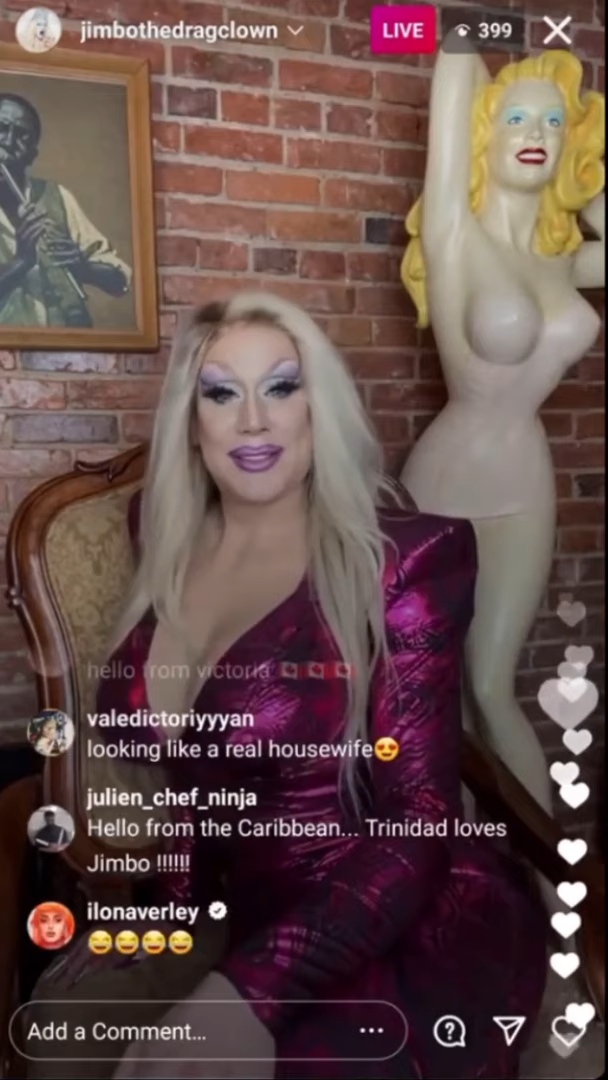 jimbothedragclown
LIVE
399
hello from victoria 🇨🇦🇨🇦🇨🇦
valedictoriyyyan
looking like a real housewife😍
julien_chef_ninja
Hello from the Caribbean... Trinidad loves
Jimbo !!!!!!
ilonaverley
😂😂😂😂
Add a Comment...